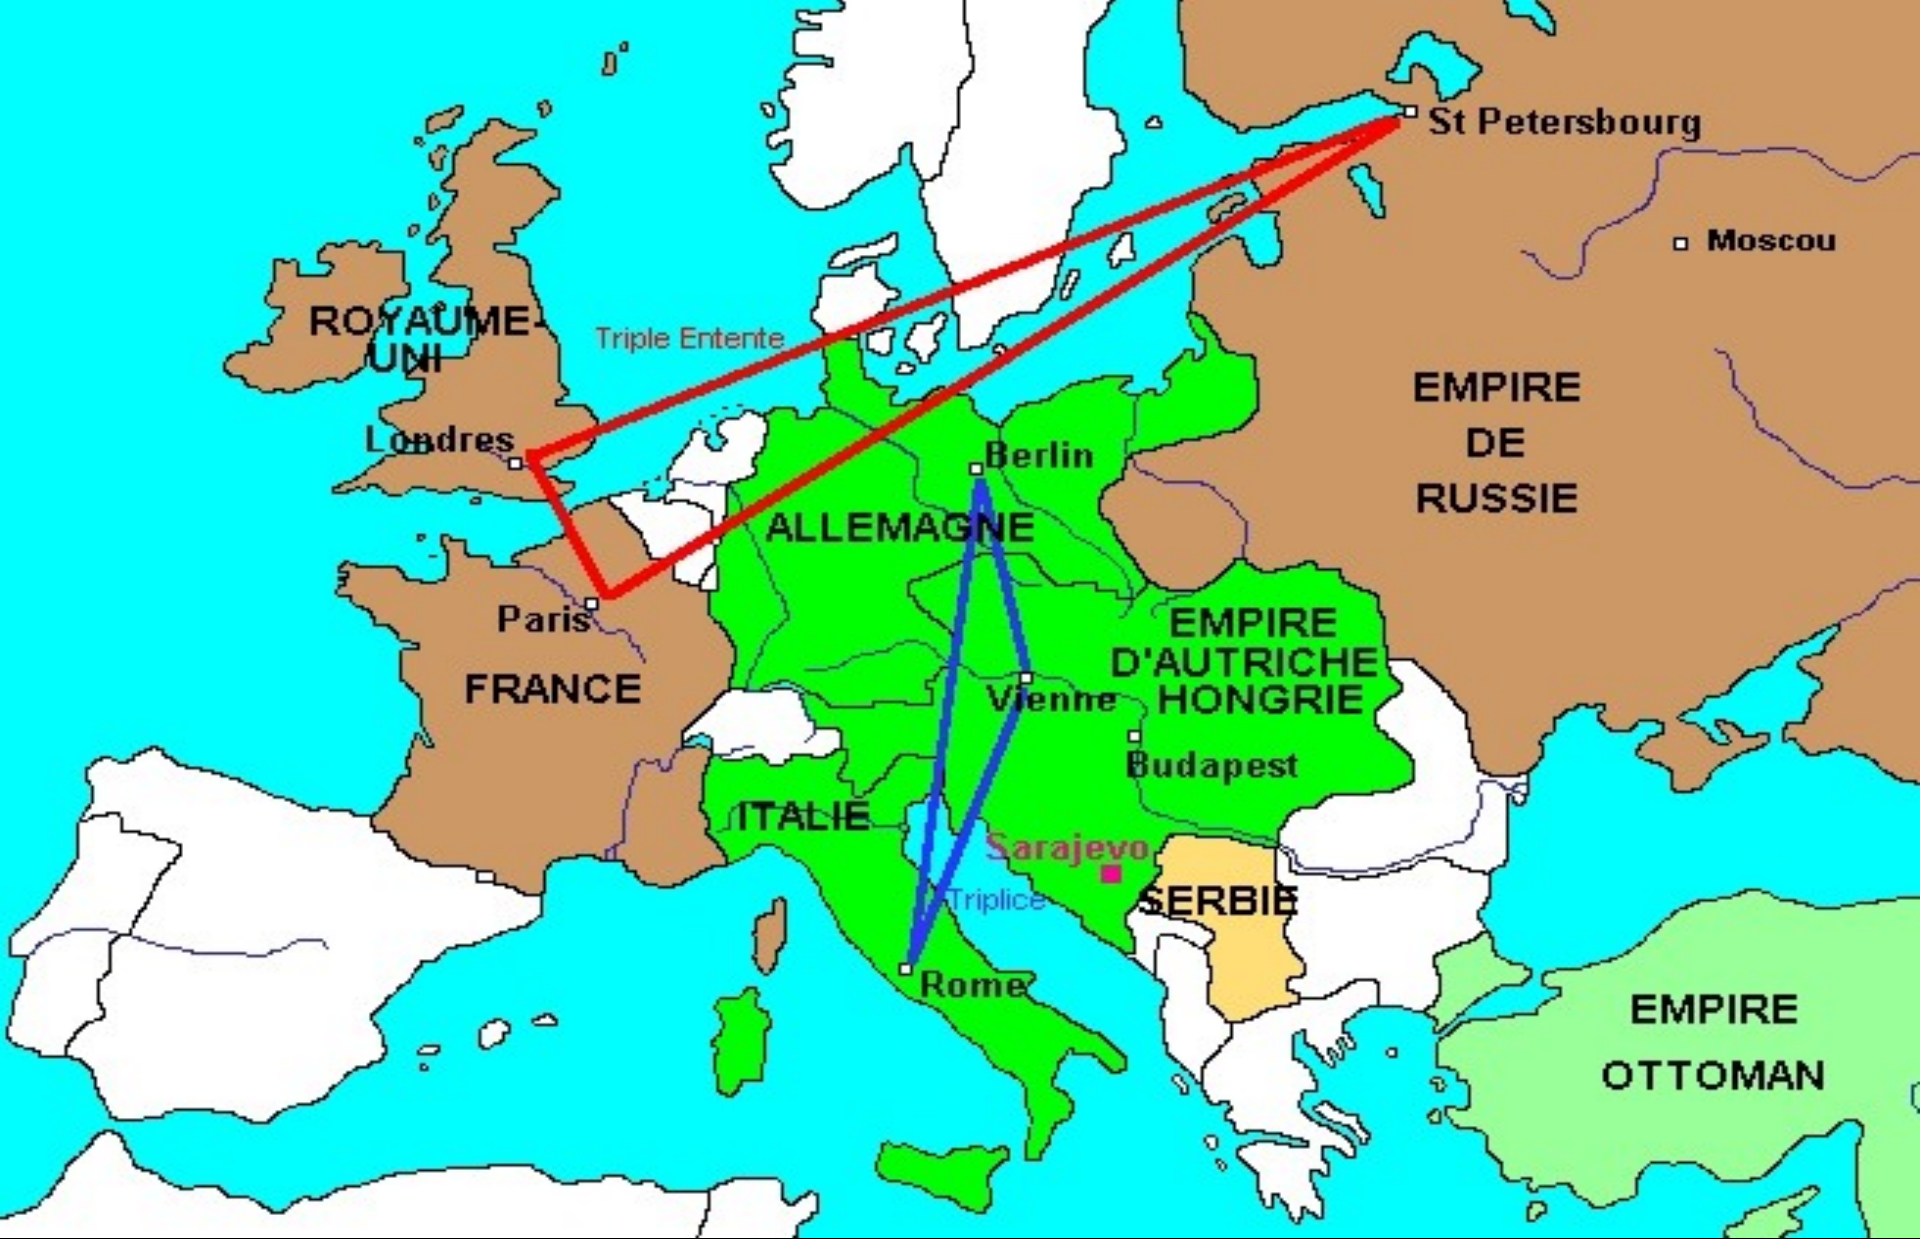 St Petersbourg
Moscou
ROYAUME-
UNI
Triple Entente
EMPIRE
DE
RUSSIE
Londres
Berlin
ALLEMAGNE
Paris
FRANCE
EMPIRE
D'AUTRICHE
HONGRIE
Vienne
Budapest
ITALIE
Sarajevo
Triplice
SERBIE
Rome
EMPIRE
OTTOMAN